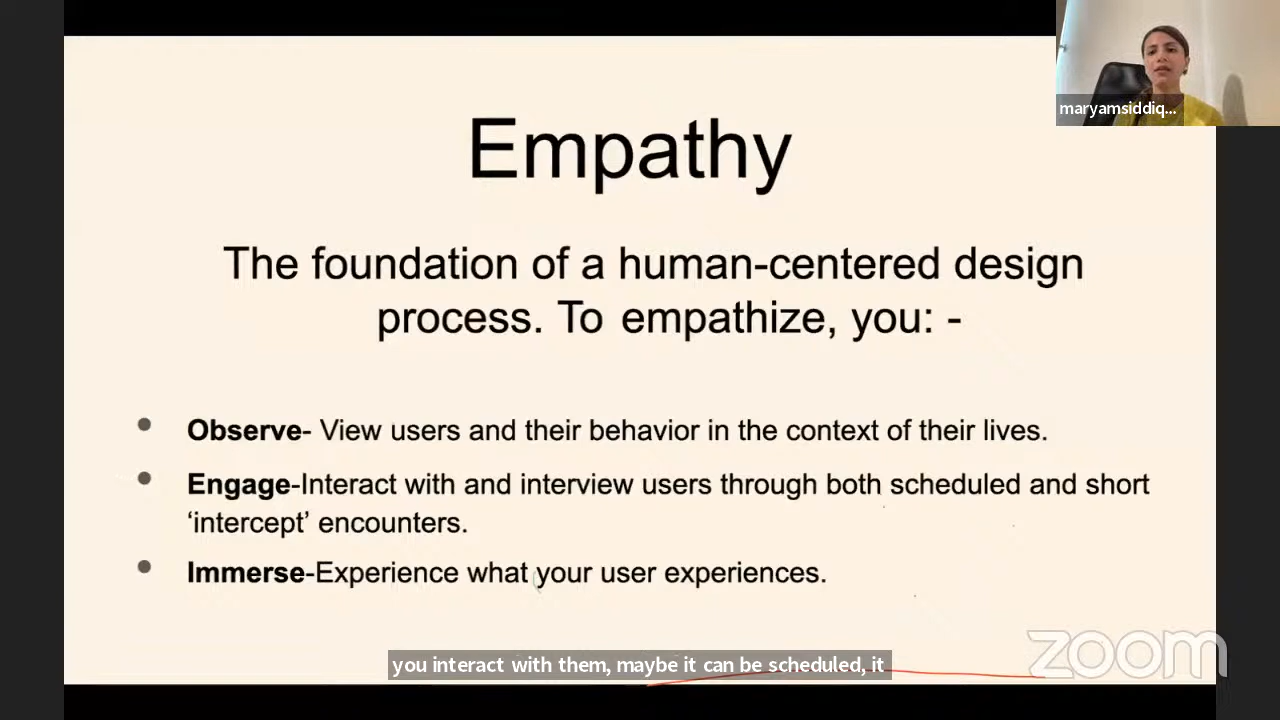 maryamsiddiq...
Empathy
The foundation of a human-centered design
process. To empathize, you: -
Observe- View users and their behavior in the context of their lives.
Engage-Interact with and interview users through both scheduled and short
‘intercept’ encounters.
Immerse-Experience what your user experiences.
you interact with them, maybe it can be scheduled, it
zoom